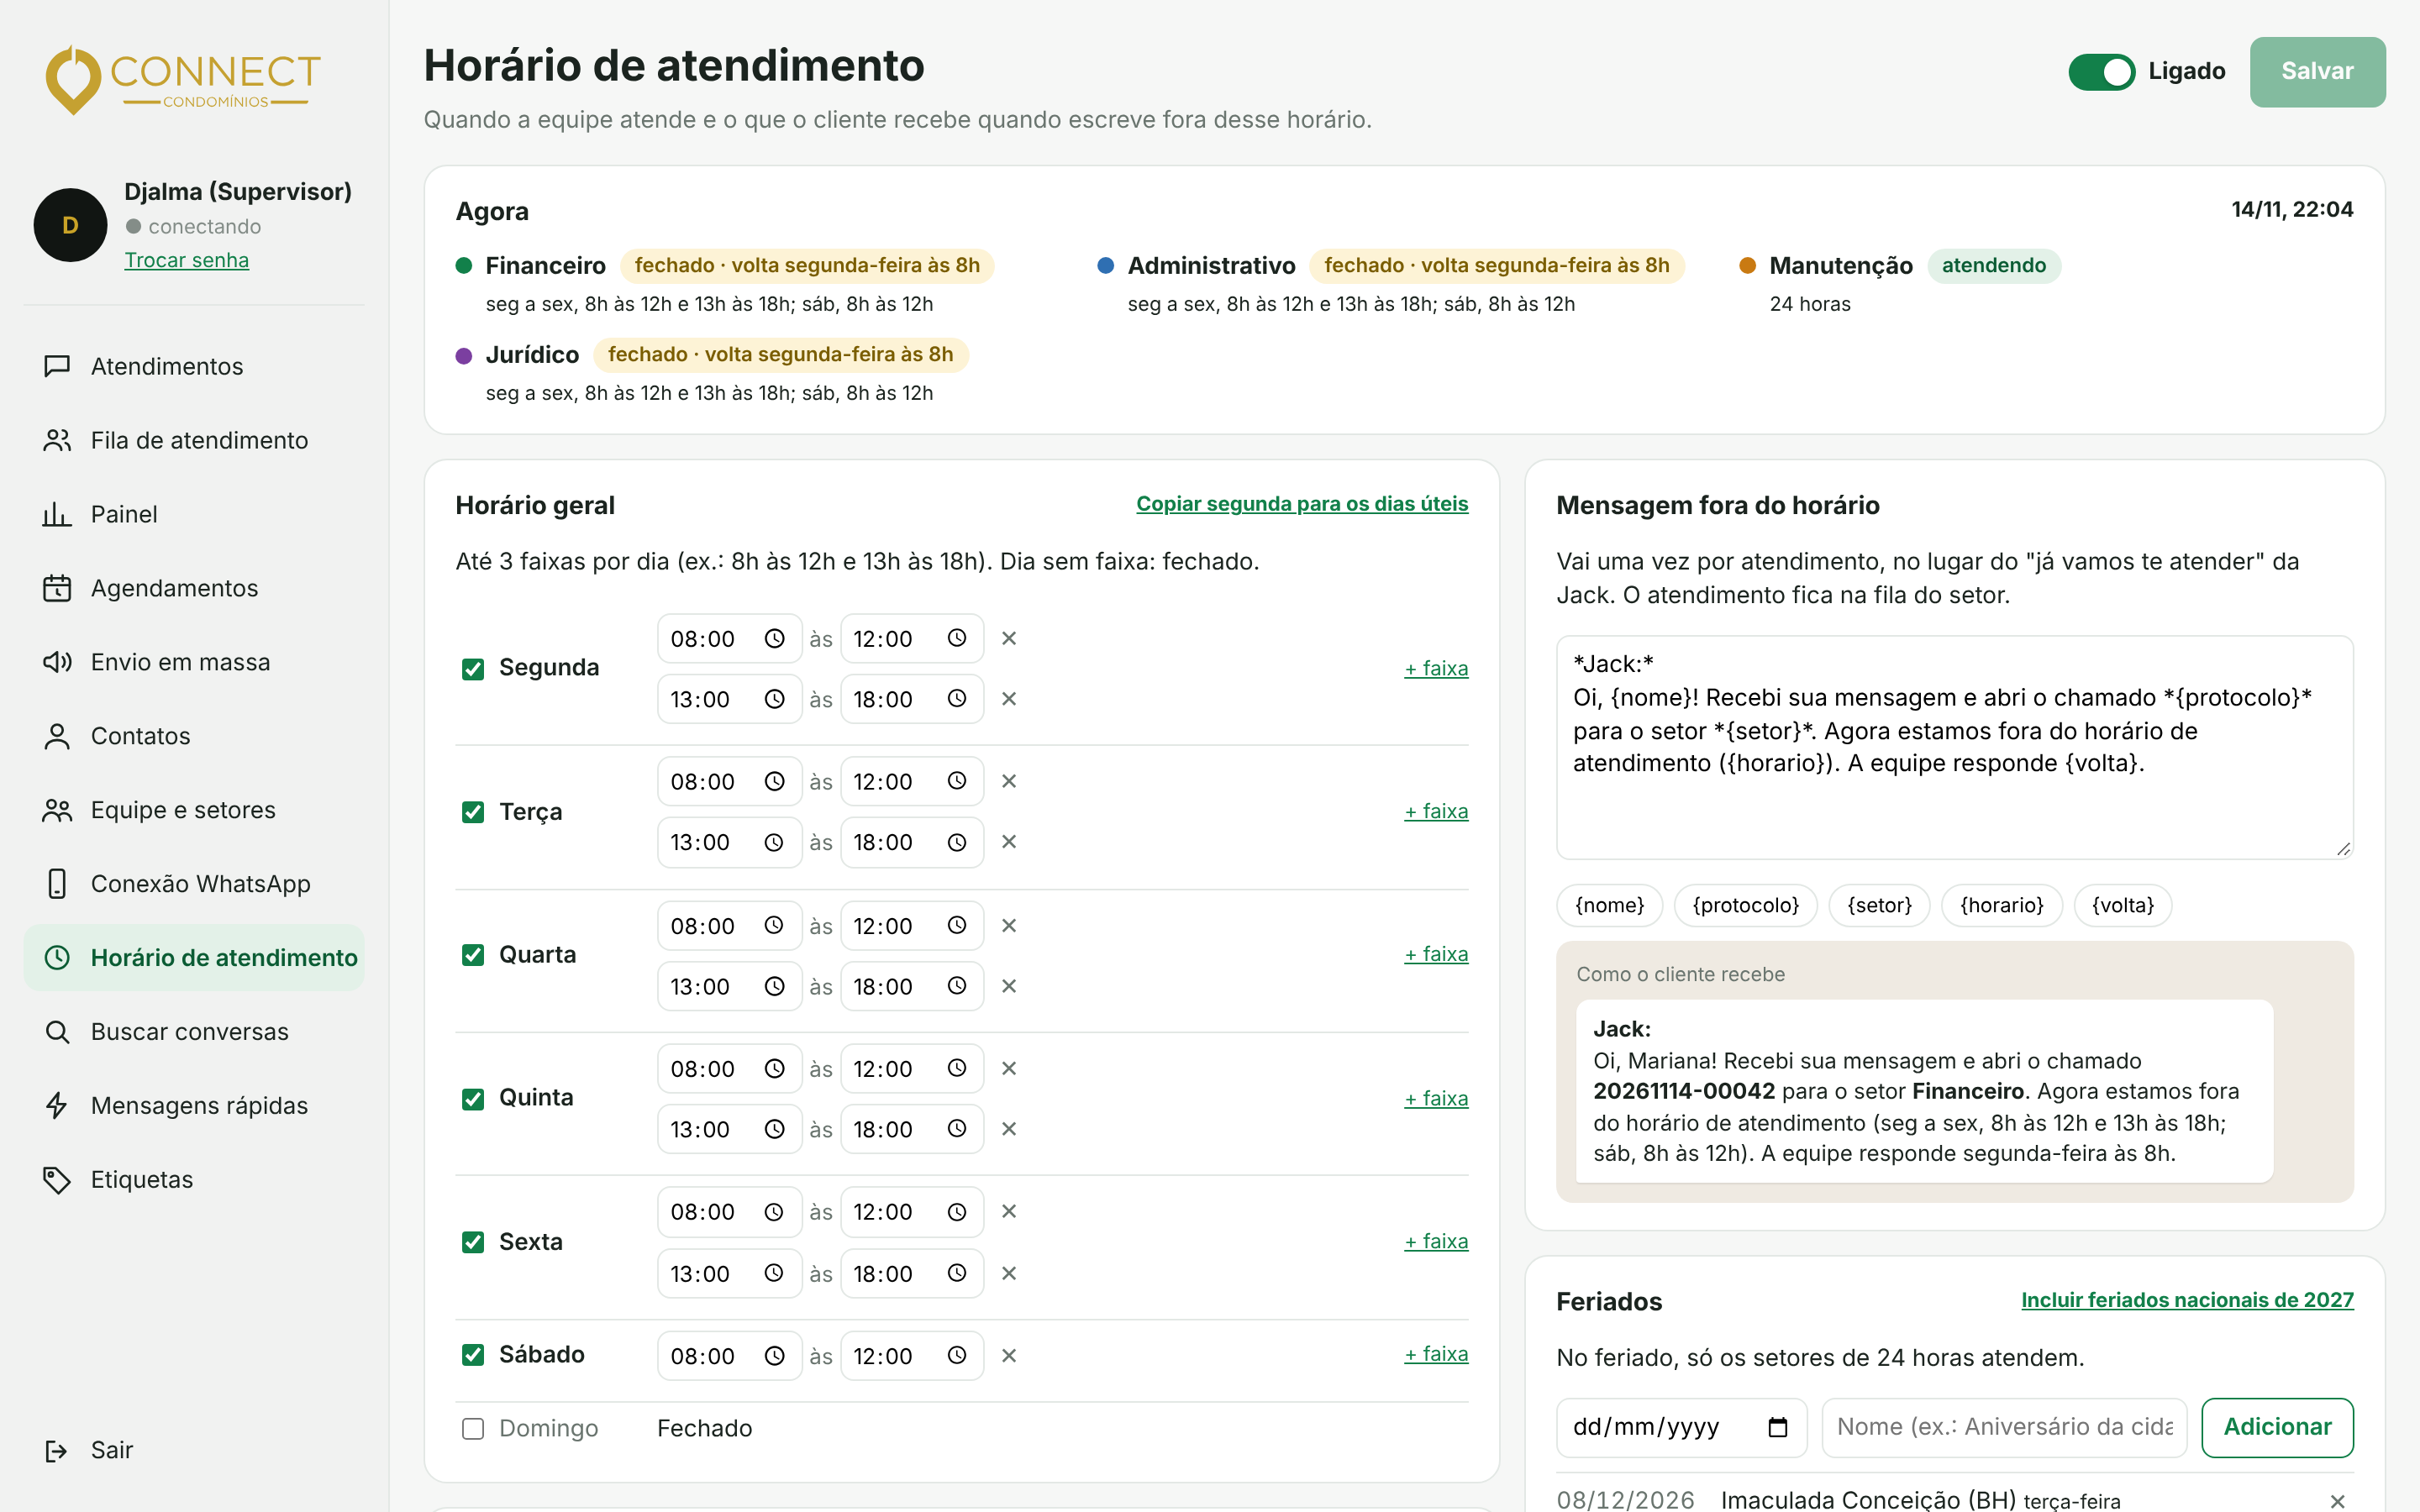 CONNECT
CONDOMÍNIOS
D
Djalma (Supervisor)
conectando
Trocar senha
Atendimentos
Fila de atendimento
Painel
Agendamentos
Envio em massa
Contatos
Equipe e setores
Conexão WhatsApp
Horário de atendimento
Buscar conversas
Mensagens rápidas
Etiquetas
Sair
Horário de atendimento
Quando a equipe atende e o que o cliente recebe quando escreve fora desse horário.
Ligado
Salvar
Agora
14/11, 22:04
Financeiro fechado · volta segunda-feira às 8h
seg a sex, 8h às 12h e 13h às 18h; sáb, 8h às 12h
Administrativo fechado · volta segunda-feira às 8h
seg a sex, 8h às 12h e 13h às 18h; sáb, 8h às 12h
Manutenção atendendo
24 horas
Jurídico fechado · volta segunda-feira às 8h
seg a sex, 8h às 12h e 13h às 18h; sáb, 8h às 12h
Horário geral
Copiar segunda para os dias úteis
Até 3 faixas por dia (ex.: 8h às 12h e 13h às 18h). Dia sem faixa: fechado.
Segunda
08:00 às 12:00 ✕
13:00 às 18:00 ✕
+ faixa
Terça
08:00 às 12:00 ✕
13:00 às 18:00 ✕
+ faixa
Quarta
08:00 às 12:00 ✕
13:00 às 18:00 ✕
+ faixa
Quinta
08:00 às 12:00 ✕
13:00 às 18:00 ✕
+ faixa
Sexta
08:00 às 12:00 ✕
13:00 às 18:00 ✕
+ faixa
Sábado
08:00 às 12:00 ✕
+ faixa
Domingo
Fechado
Mensagem fora do horário
Vai uma vez por atendimento, no lugar do "já vamos te atender" da
Jack. O atendimento fica na fila do setor.
*Jack:*
Oi, {nome}! Recebi sua mensagem e abri o chamado *{protocolo}*
para o setor *{setor}*. Agora estamos fora do horário de
atendimento ({horario}). A equipe responde {volta}.
{nome} {protocolo} {setor} {horario} {volta}
Como o cliente recebe
Jack:
Oi, Mariana! Recebi sua mensagem e abri o chamado
20261114-00042 para o setor Financeiro. Agora estamos fora
do horário de atendimento (seg a sex, 8h às 12h e 13h às 18h;
sáb, 8h às 12h). A equipe responde segunda-feira às 8h.
Feriados
Incluir feriados nacionais de 2027
No feriado, só os setores de 24 horas atendem.
dd/mm/yyyy
Nome (ex.: Aniversário da cida
Adicionar
08/12/2026 Imaculada Conceição (BH) terça-feira ✕